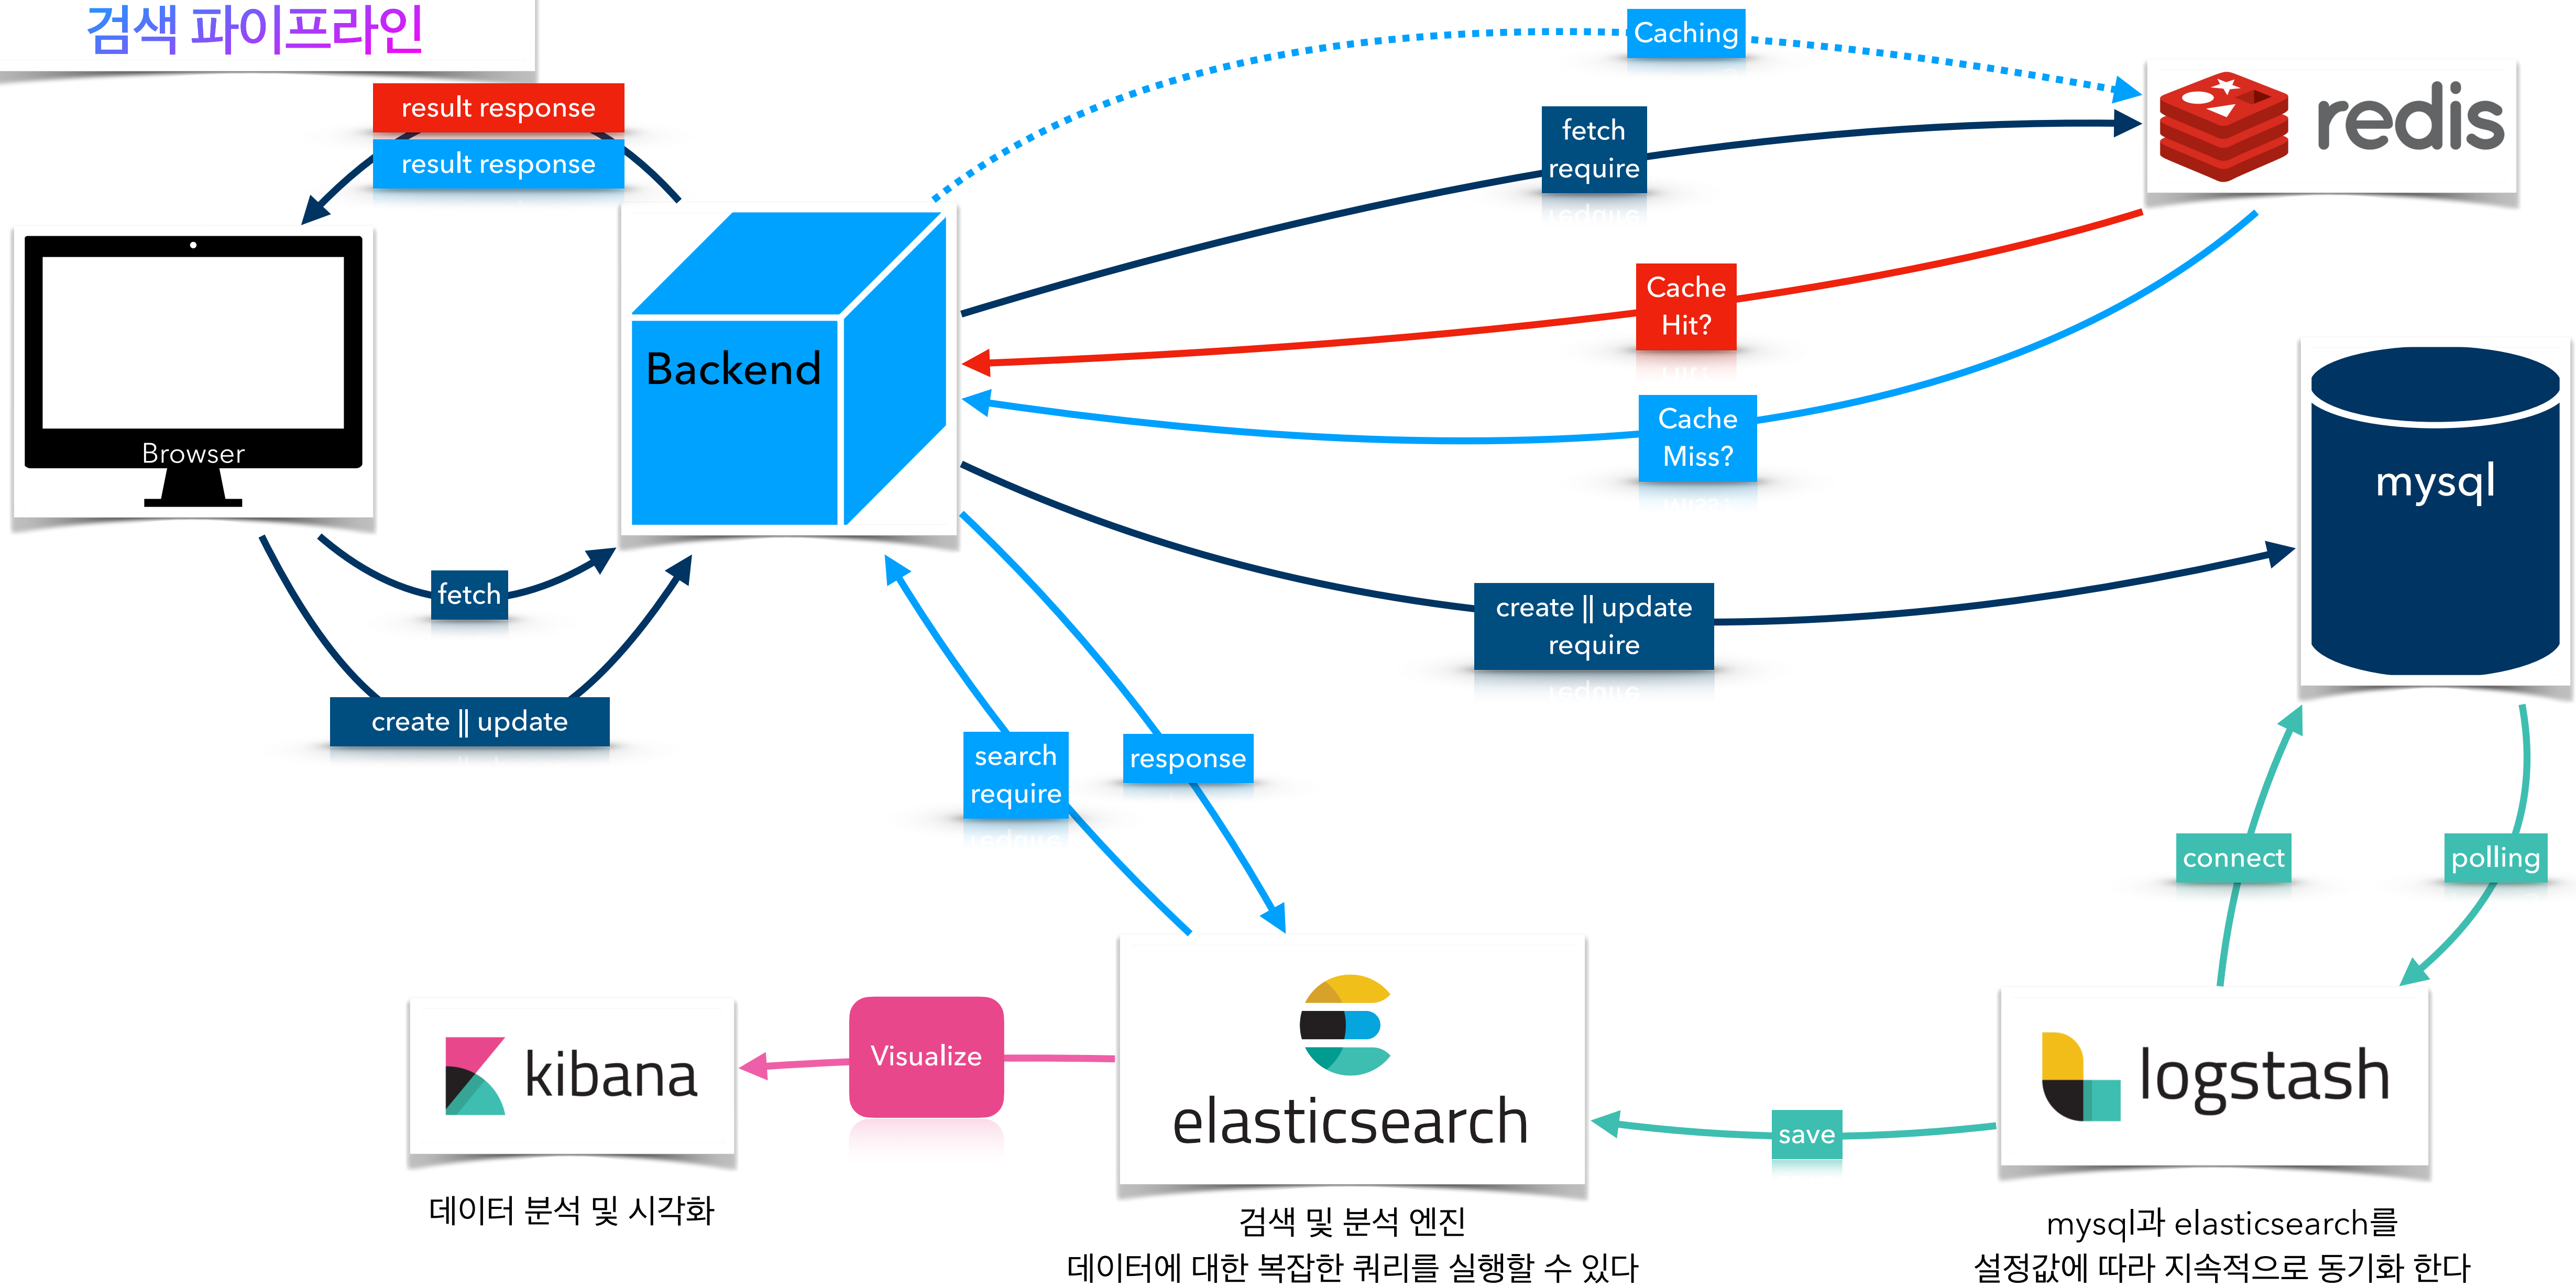 검색 파이프라인
Caching
result response
result response
fetch
require
redis
Cache
Hit?
Backend
Cache
Miss?
Browser
mysql
fetch
create || update
require
create || update
search
require
response
connect
polling
kibana
Visualize
elasticsearch
logstash
save
데이터 분석 및 시각화
검색 및 분석 엔진
데이터에 대한 복잡한 쿼리를 실행할 수 있다
mysql과 elasticsearch를
설정값에 따라 지속적으로 동기화 한다